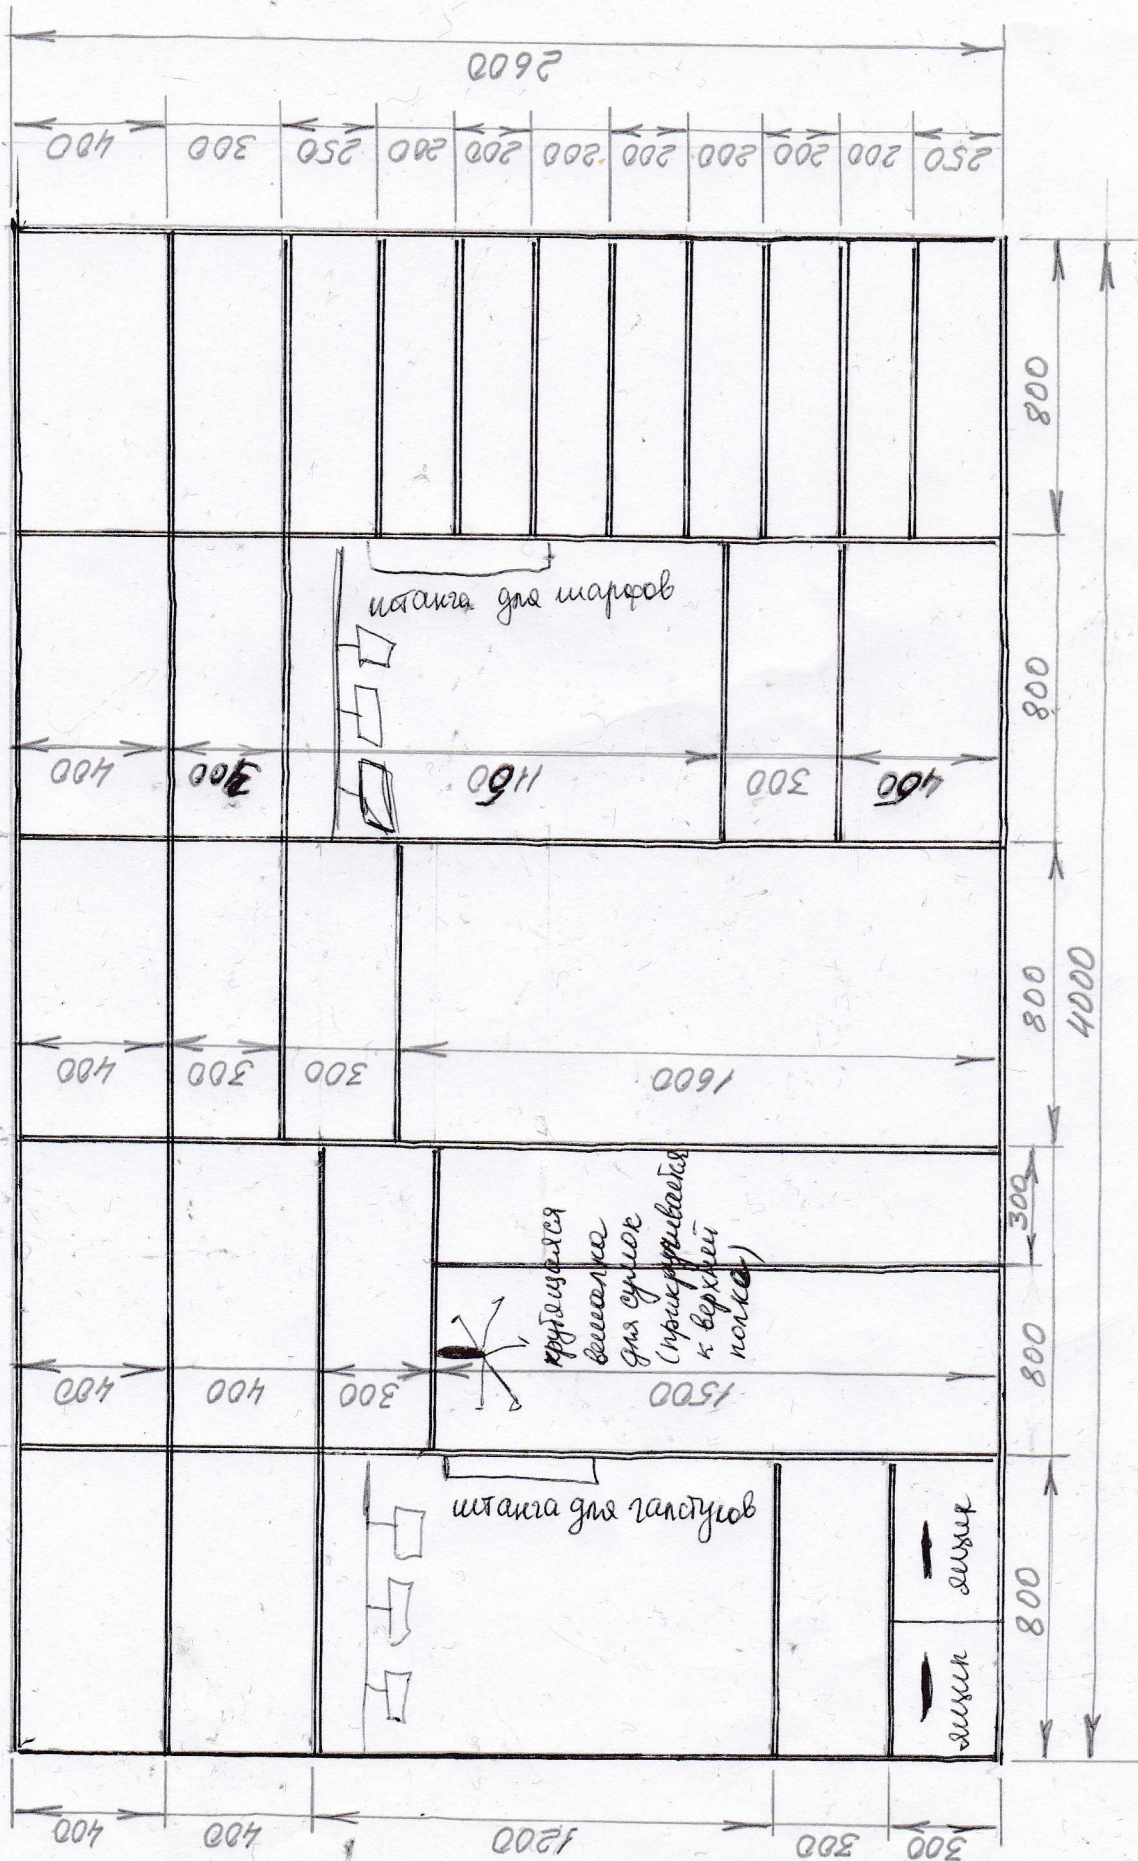 2600
400 300 250 200 200 200 200 200 200 200 250
800
штанга для шарфов
800
400 300 1150 300 450
800
4000
400 300 300 1600
300
крутящаяся
вешалка
для сумок
(прикручивается
к верхней
полке)
800
400 400 300 1500
штанга для галстуков
800
ящик
ящик
400 400 1200 300 300